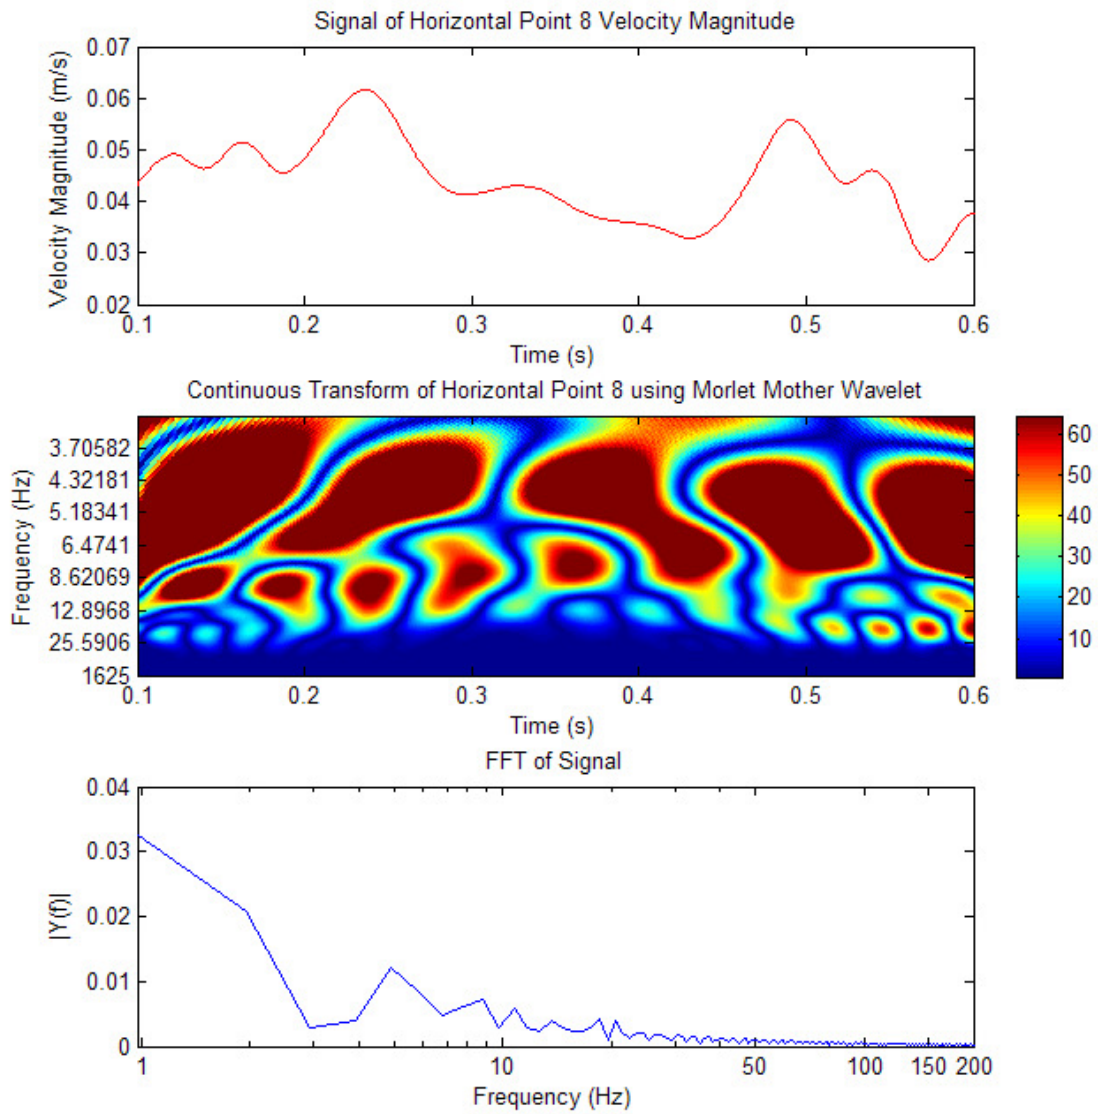 Signal of Horizontal Point 8 Velocity Magnitude
Velocity Magnitude (m/s)
0.07
0.06
0.05
0.04
0.03
0.02
0.1 0.2 0.3 0.4 0.5 0.6
Time (s)
Continuous Transform of Horizontal Point 8 using Morlet Mother Wavelet
Frequency (Hz)
3.70582
4.32181
5.18341
6.4741
8.62069
12.8968
25.5906
1625
0.1 0.2 0.3 0.4 0.5 0.6
Time (s)
60
50
40
30
20
10
FFT of Signal
|Y(f)|
0.04
0.03
0.02
0.01
0
1 10 50 100 150 200
Frequency (Hz)